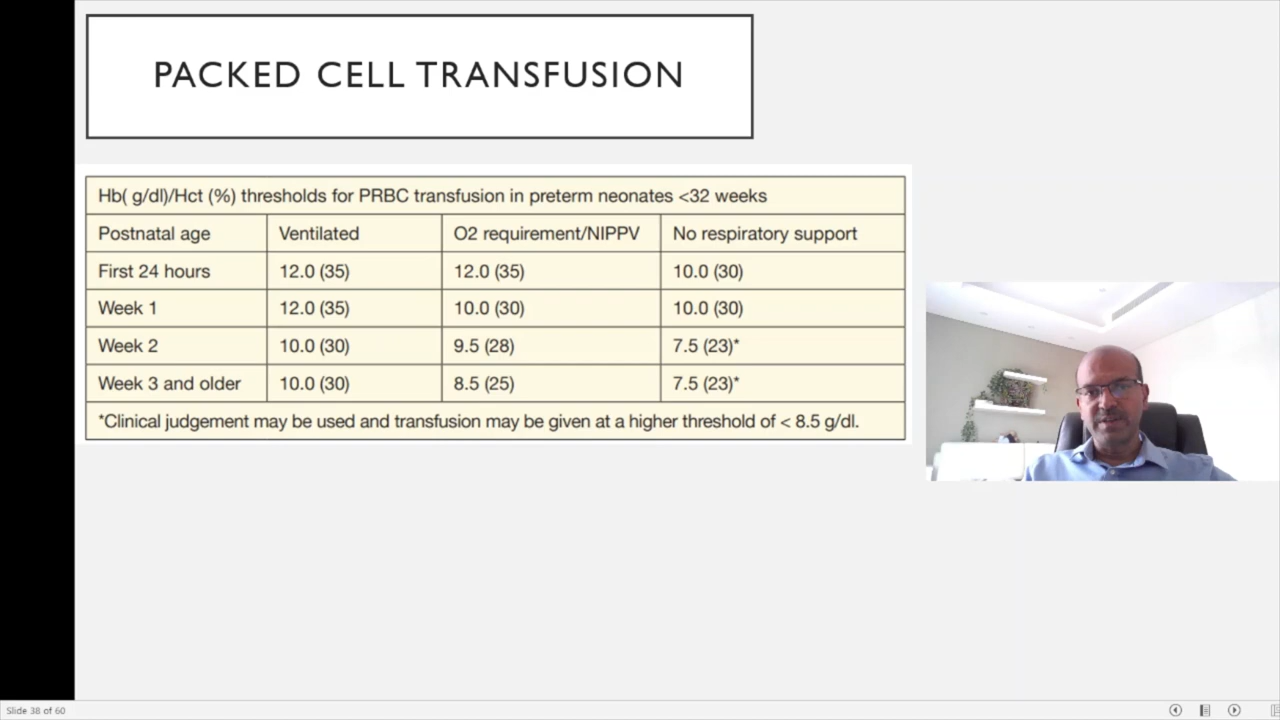 PACKED CELL TRANSFUSION
Hb( g/dl)/Hct (%) thresholds for PRBC transfusion in preterm neonates <32 weeks
Postnatal age Ventilated O2 requirement/NIPPV No respiratory support
First 24 hours 12.0 (35) 12.0 (35) 10.0 (30)
Week 1 12.0 (35) 10.0 (30) 10.0 (30)
Week 2 10.0 (30) 9.5 (28) 7.5 (23)*
Week 3 and older 10.0 (30) 8.5 (25) 7.5 (23)*
*Clinical judgement may be used and transfusion may be given at a higher threshold of < 8.5 g/dl.
Slide 38 of 60